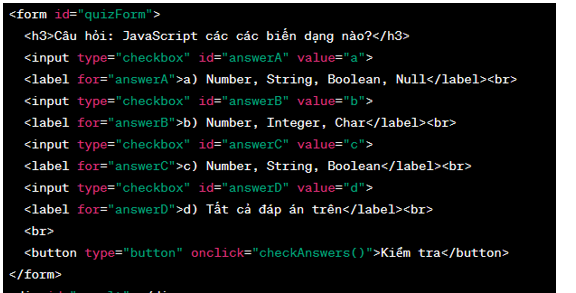 <form id="quizForm">
<h3>Câu hỏi: JavaScript các các biến dạng nào?</h3>
<input type="checkbox" id="answerA" value="a">
<label for="answerA">a) Number, String, Boolean, Null</label><br>
<input type="checkbox" id="answerB" value="b">
<label for="answerB">b) Number, Integer, Char</label><br>
<input type="checkbox" id="answerC" value="c">
<label for="answerC">c) Number, String, Boolean</label><br>
<input type="checkbox" id="answerD" value="d">
<label for="answerD">d) Tất cả đáp án trên</label><br>
<br>
<button type="button" onclick="checkAnswers()">Kiểm tra</button>
</form>